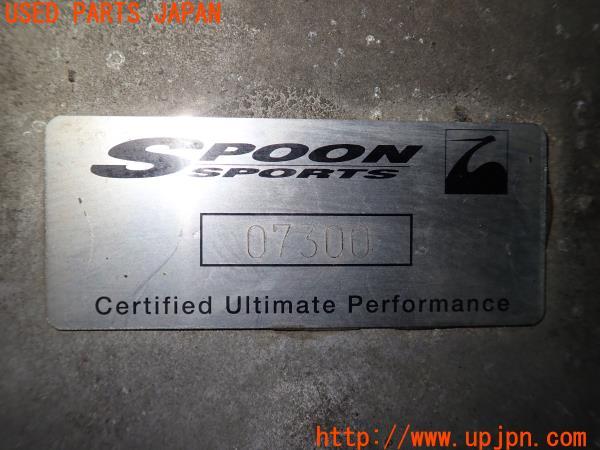 USED PARTS JAPAN
SPOON
SPORTS
07300
Certified Ultimate Performance
http://www.upjpn.com